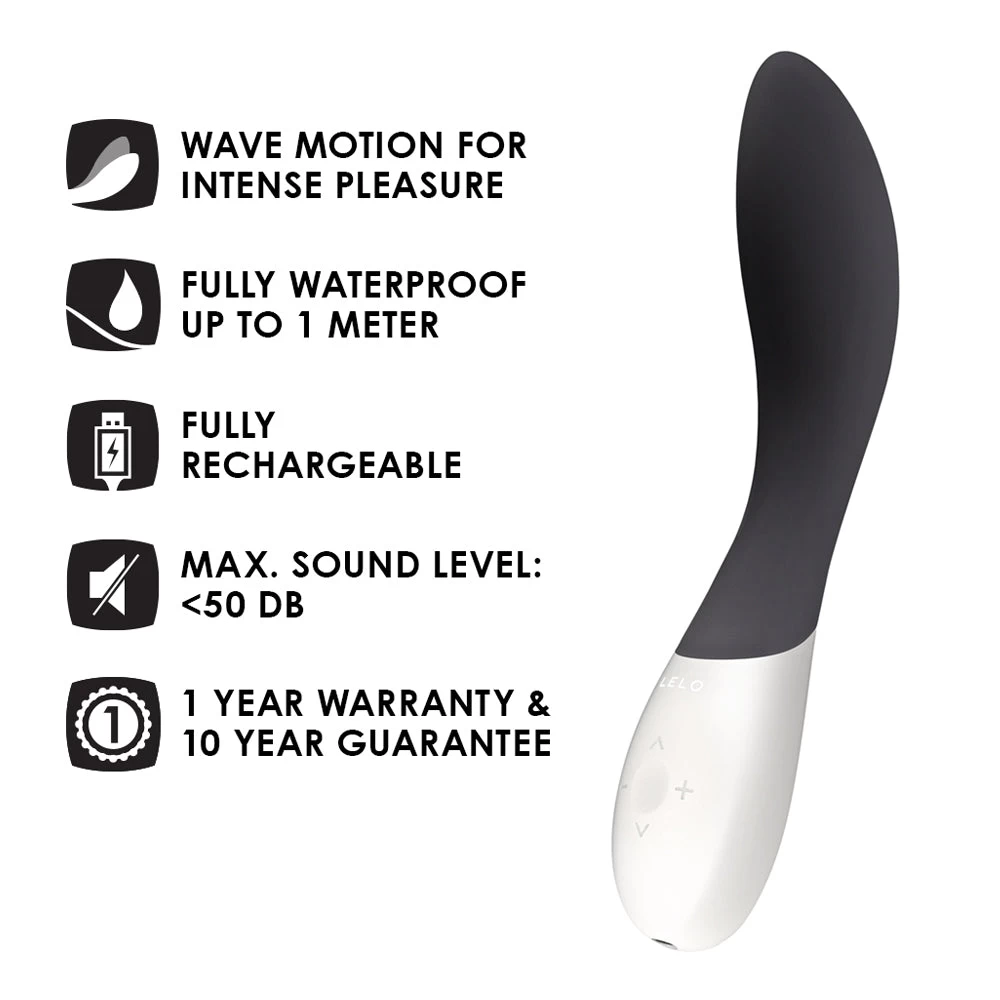 WAVE MOTION FOR
INTENSE PLEASURE
FULLY WATERPROOF
UP TO 1 METER
FULLY
RECHARGEABLE
MAX. SOUND LEVEL:
<50 DB
1
1 YEAR WARRANTY &
10 YEAR GUARANTEE
LELO